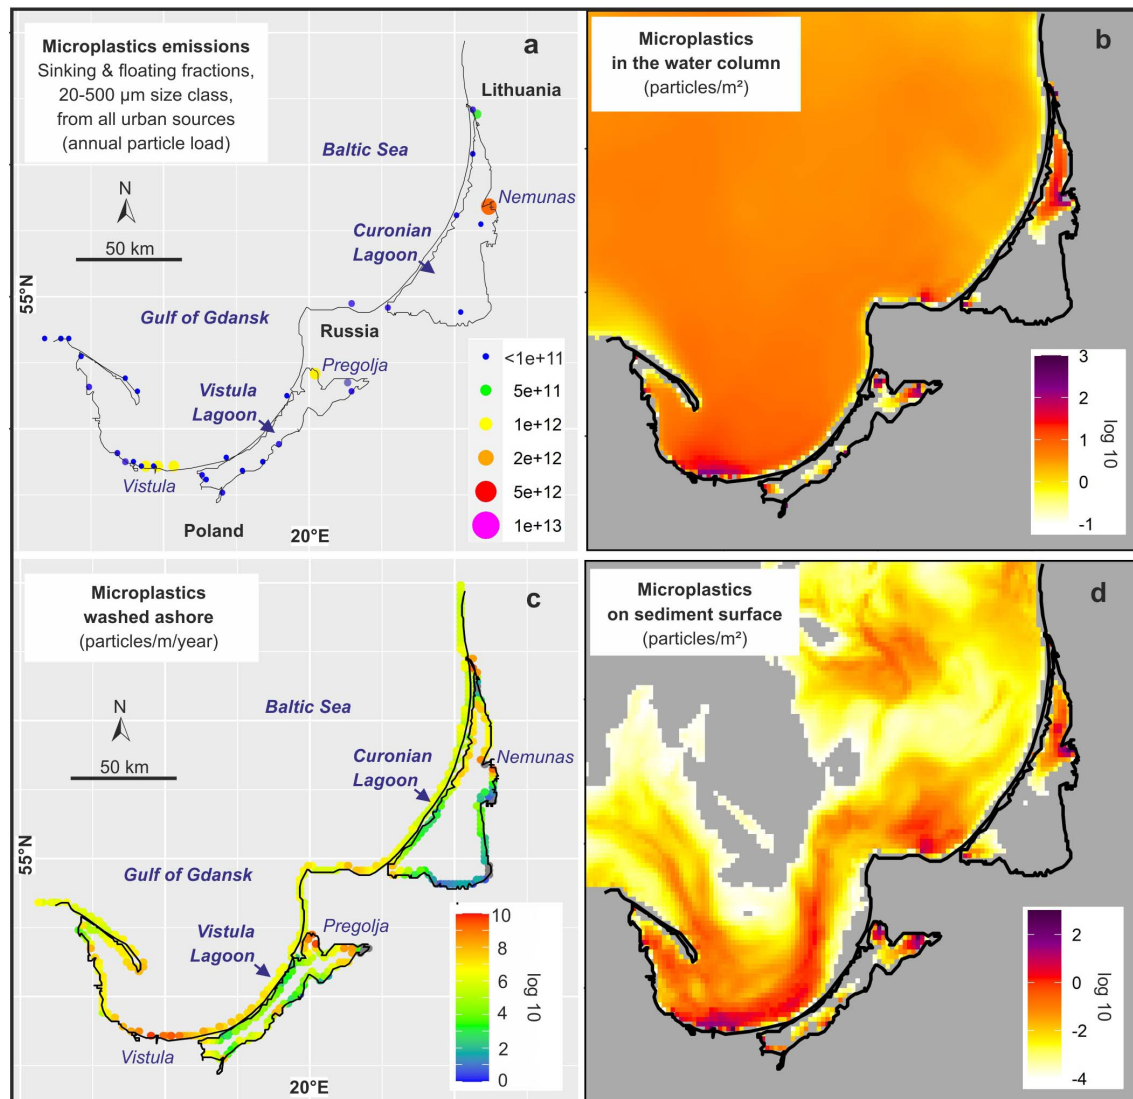 a
Microplastics emissions
Sinking & floating fractions,
20-500 µm size class,
from all urban sources
(annual particle load)
Lithuania
Baltic Sea
N
Nemunas
50 km
Curonian
Lagoon
55°N
Gulf of Gdansk
Russia
Pregolja
Vistula
Lagoon
Vistula
Poland
20°E
<1e+11
5e+11
1e+12
2e+12
5e+12
1e+13
b
Microplastics
in the water column
(particles/m²)
3
2
1
0
-1
log 10
c
Microplastics
washed ashore
(particles/m/year)
Baltic Sea
N
Curonian
Lagoon
Nemunas
50 km
55°N
Gulf of Gdansk
Vistula
Lagoon
Pregolja
Vistula
20°E
10
8
6
4
2
0
log 10
d
Microplastics
on sediment surface
(particles/m²)
2
0
-2
-4
log 10